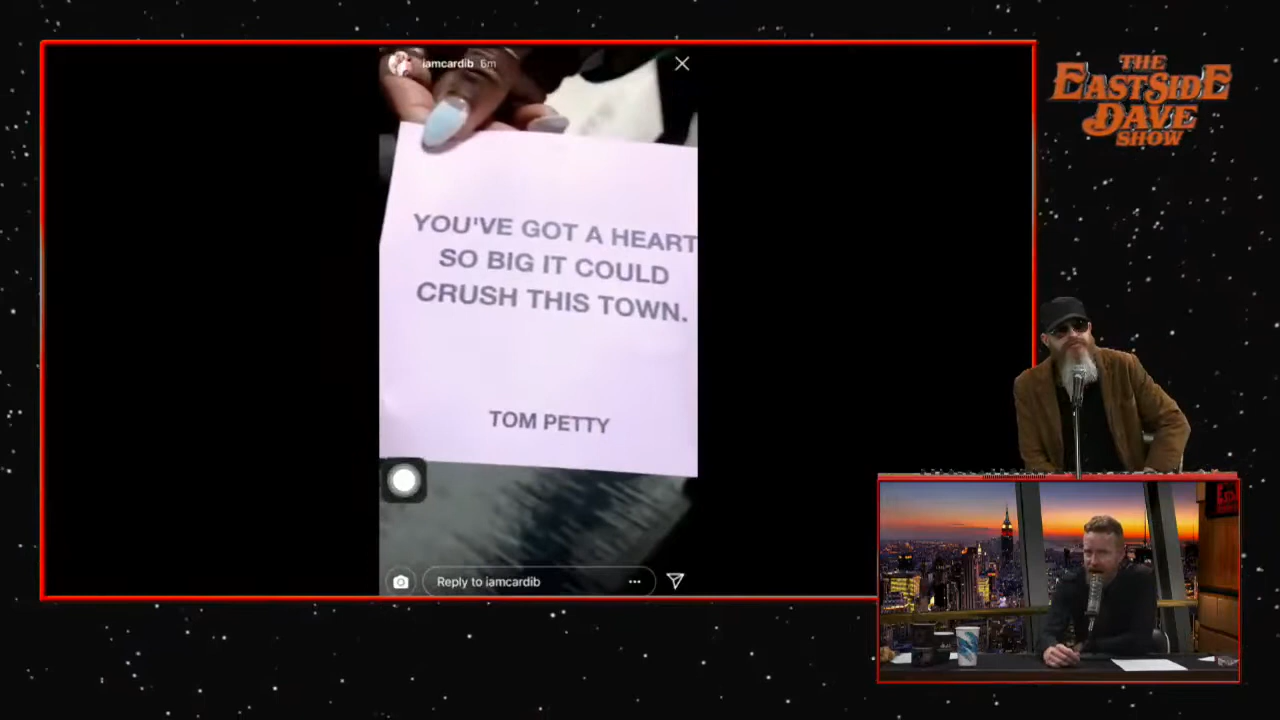 iamcardib 6m
YOU'VE GOT A HEART
SO BIG IT COULD
CRUSH THIS TOWN.
TOM PETTY
Reply to iamcardib
THE
EASTSIDE
DAVE
SHOW